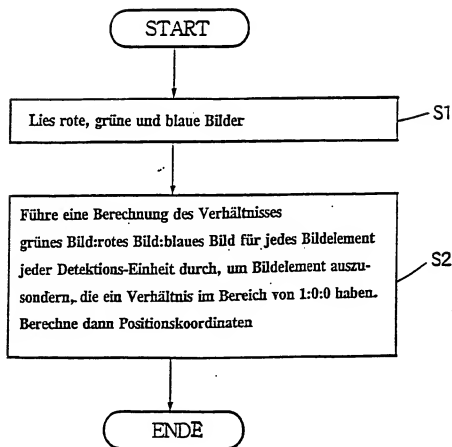 START
Lies rote, grüne und blaue Bilder
S1
Führe eine Berechnung des Verhältnisses
grünes Bild:rotes Bild:blaues Bild für jedes Bildelement
jeder Detektions-Einheit durch, um Bildelement auszu-
sondern, die ein Verhältnis im Bereich von 1:0:0 haben.
Berechne dann Positionskoordinaten
S2
ENDE